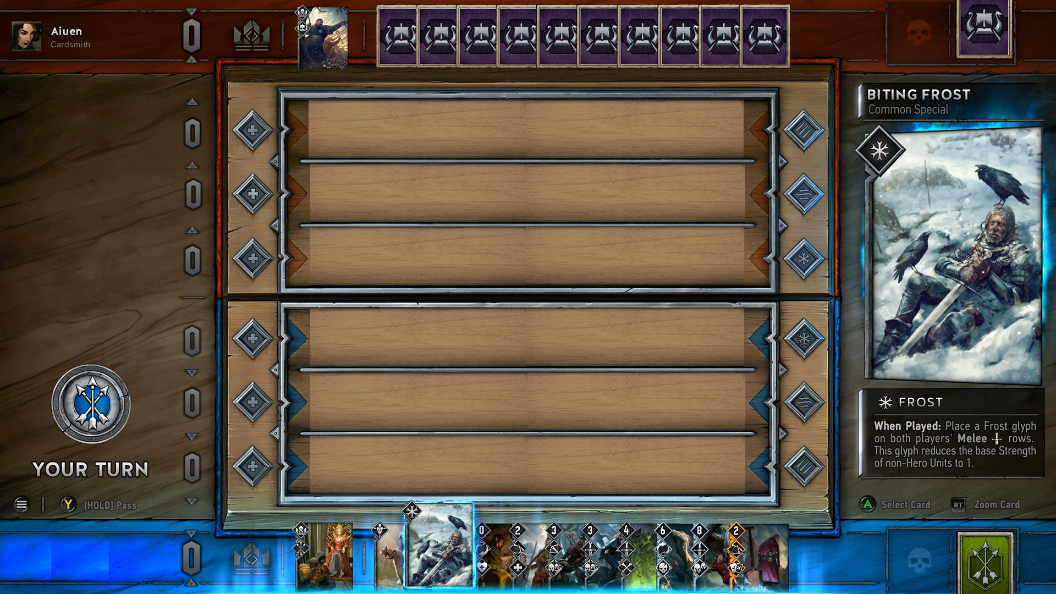 Aiuen
Cardsmith
0
0
0
0
BITING FROST
Common Special
0
0
0
YOUR TURN
Y [HOLD] Pass
FROST
When Played: Place a Frost glyph
on both players' Melee rows.
This glyph reduces the base Strength
of non-Hero Units to 1.
A Select Card
RT Zoom Card
0
0
2
3
3
4
6
8
2